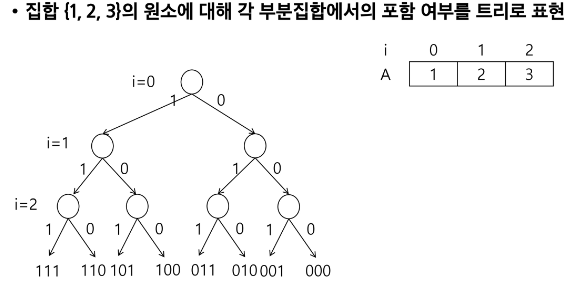 • 집합 {1, 2, 3}의 원소에 대해 각 부분집합에서의 포함 여부를 트리로 표현
i 0 1 2
A 1 2 3
i=0
1 0
i=1
1 0 1 0
i=2
1 0 1 0 1 0 1 0
111 110 101 100 011 010 001 000